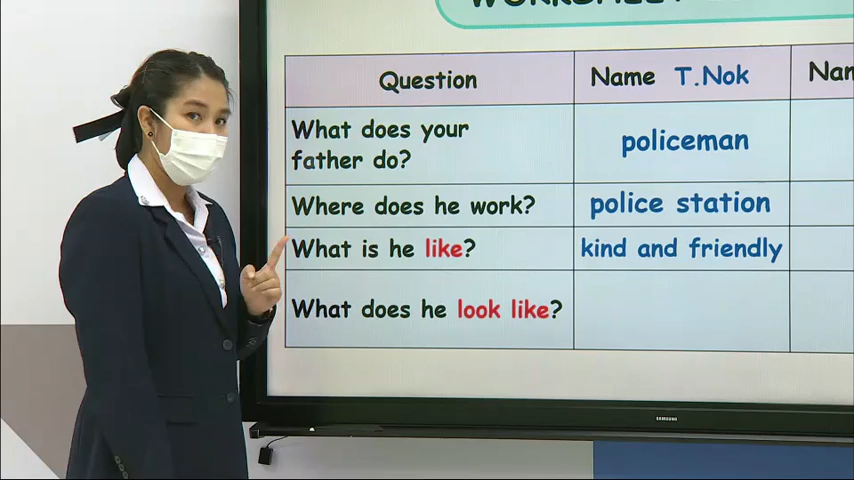 Question
Name T.Nok
What does your
father do?
policeman
Where does he work?
police station
What is he like?
kind and friendly
What does he look like?
SAMSUNG